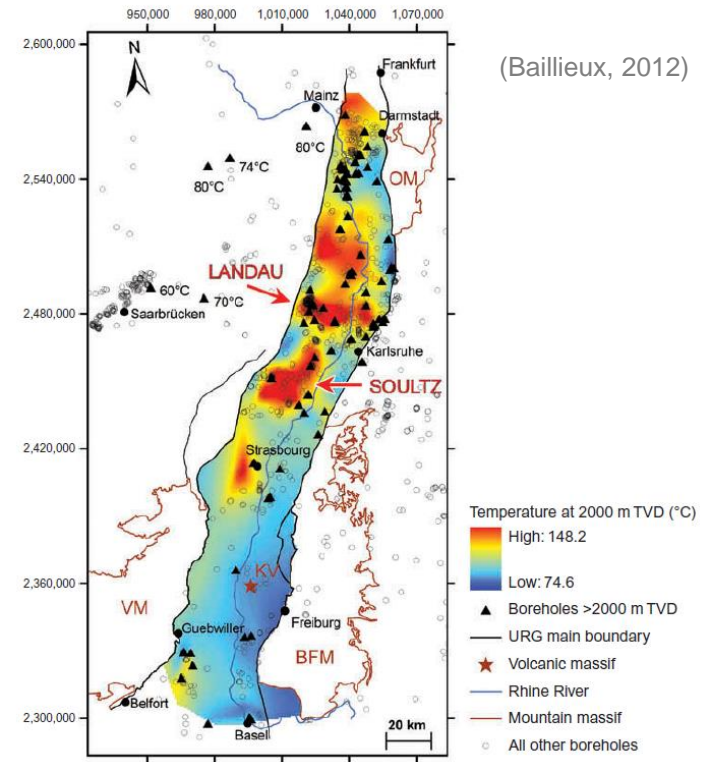 950,000 980,000 1,010,000 1,040,000 1,070,000
2,600,000
N
Frankfurt
(Baillieux, 2012)
Mainz
Darmstadt
80°C
74°C
80°C
OM
2,540,000
LANDAU
60°C
70°C
2,480,000
Saarbrücken
Karlsruhe
SOULTZ
2,420,000
Strasbourg
Temperature at 2000 m TVD (°C)
High: 148.2
Low: 74.6
2,360,000
KV
VM
Freiburg
Guebwiller
BFM
Boreholes >2000 m TVD
URG main boundary
Volcanic massif
Rhine River
Mountain massif
All other boreholes
Belfort
2,300,000
Basel
20 km